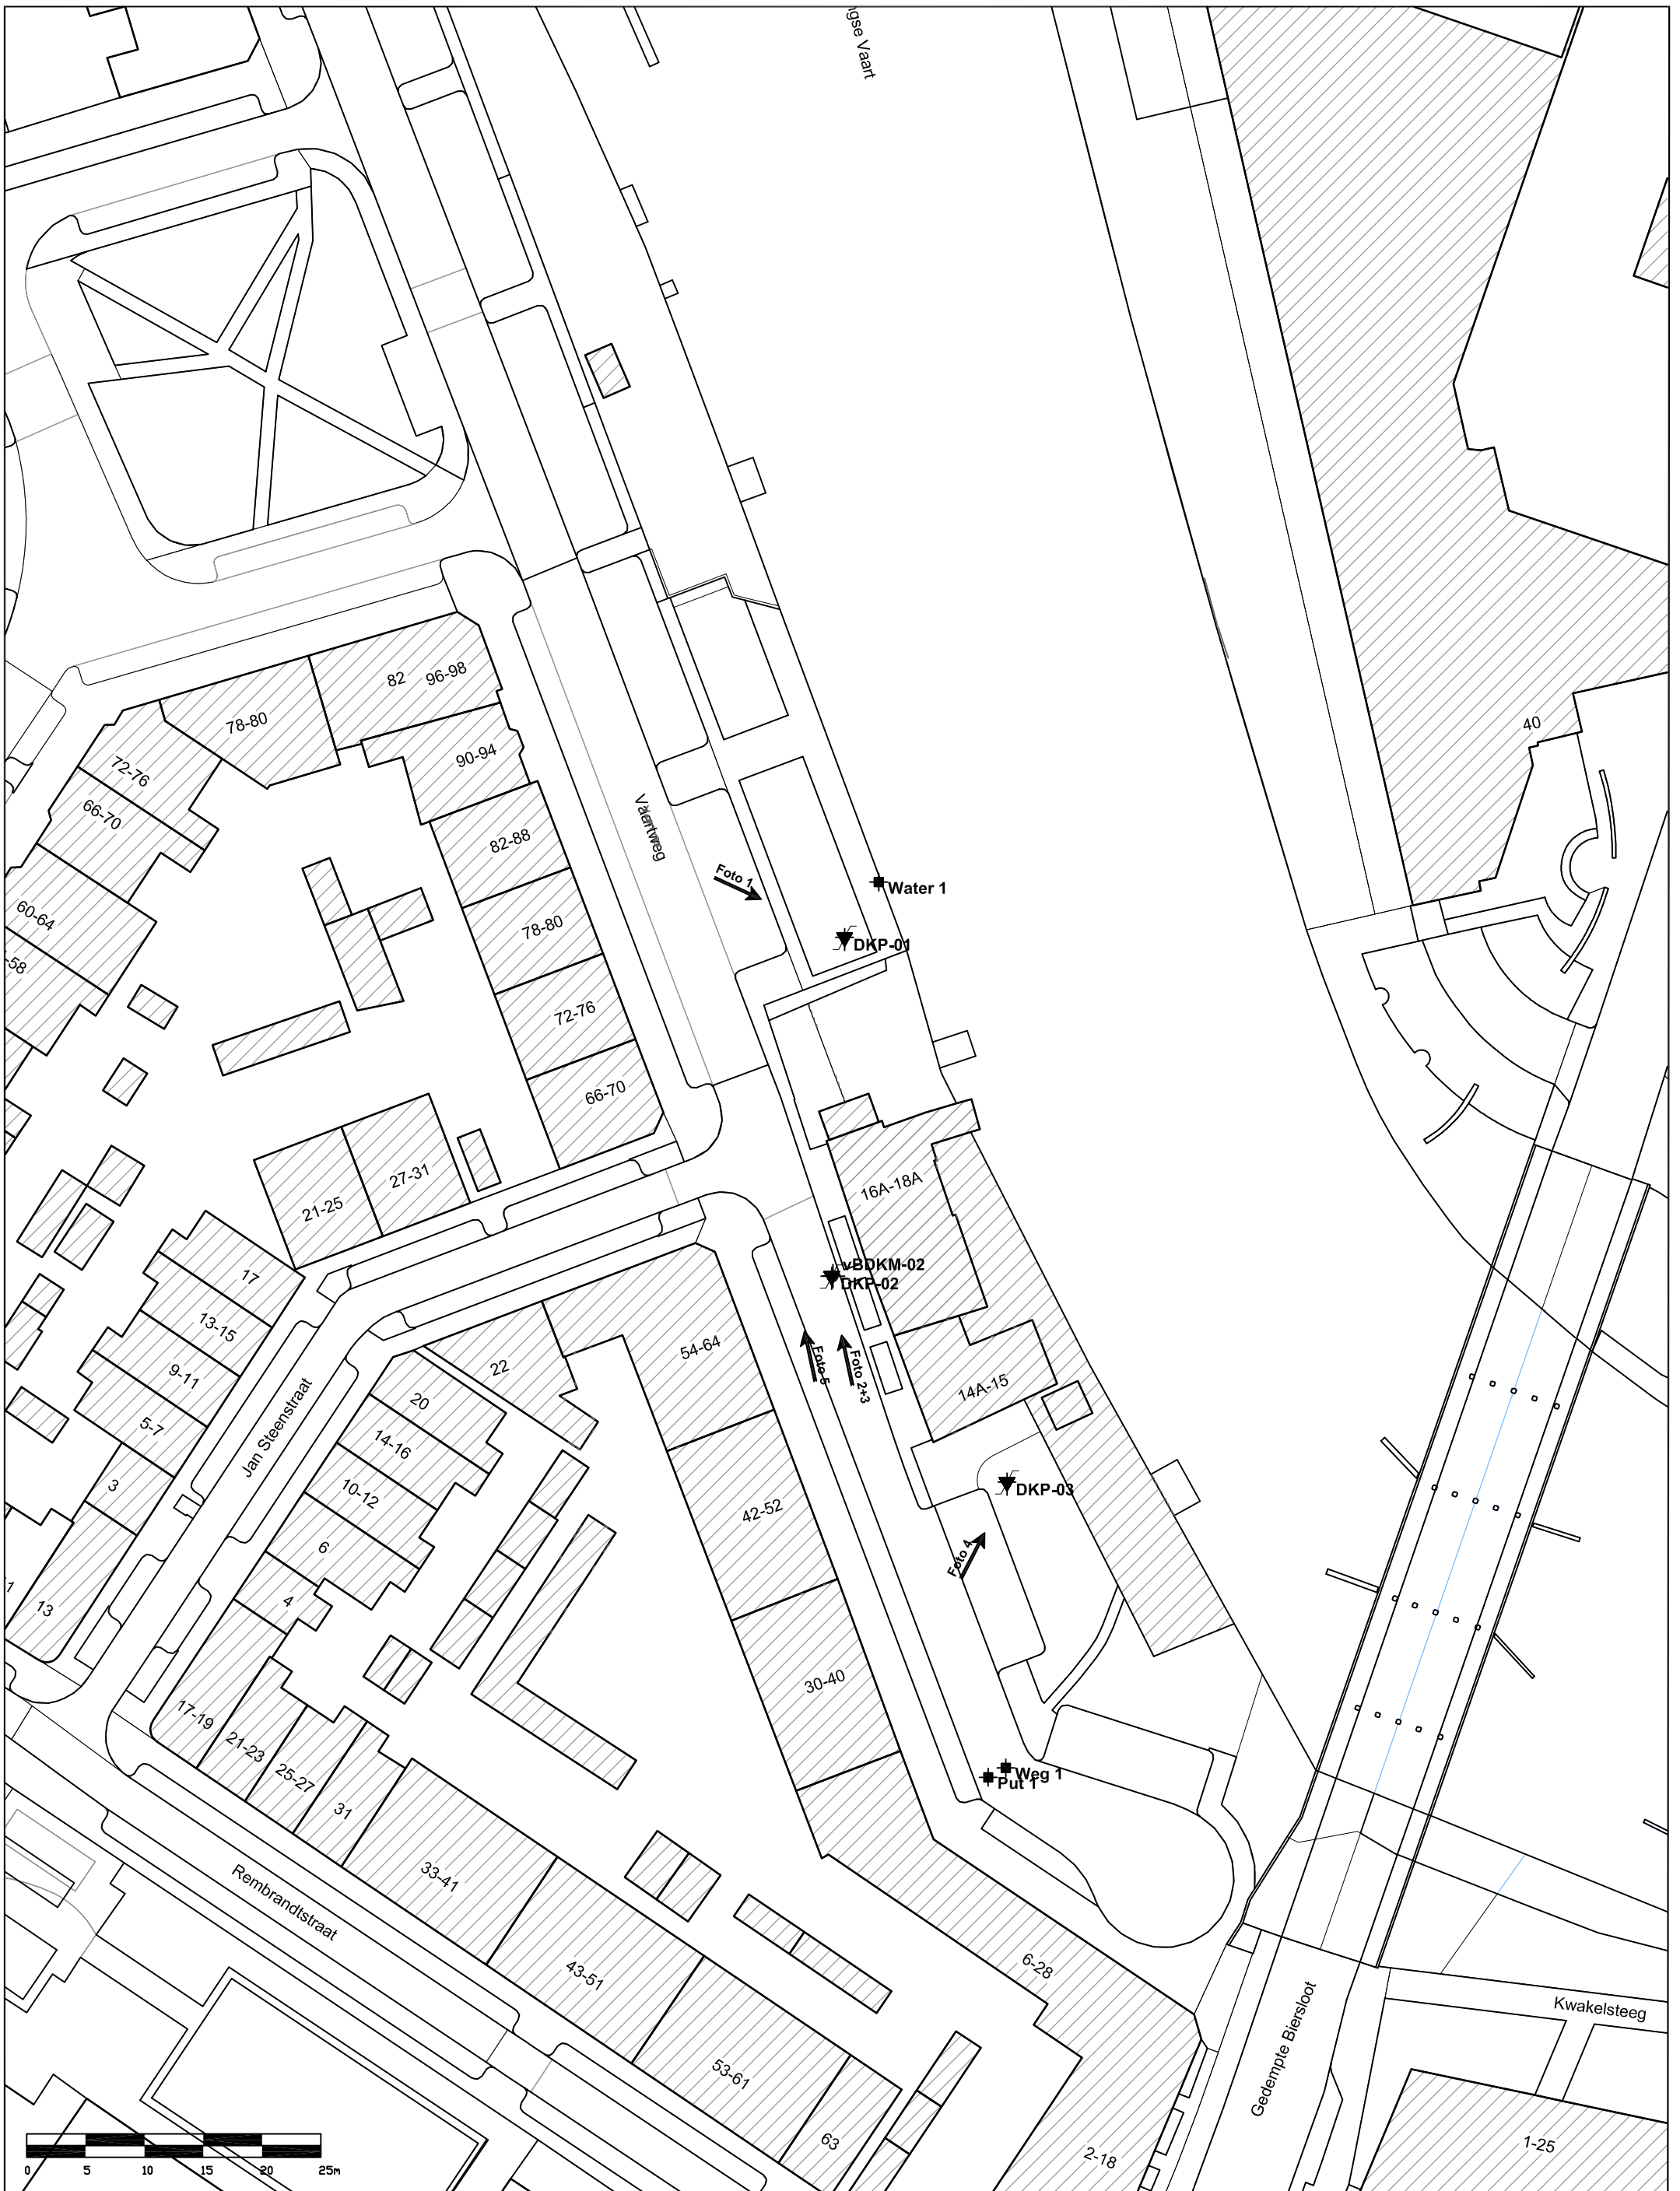 ngse Vaart
82
96-98
78-80
90-94
72-76
66-70
82-88
40
Vaartweg
Foto 1
Water 1
60-64
78-80
DKP-01
-58
72-76
66-70
27-31
21-25
16A-18A
17
vBDKM-02
DKP-02
13-15
54-64
9-11
22
Foto 5
Foto 2+3
14A-15
20
5-7
Jan Steenstraat
14-16
3
10-12
42-52
DKP-03
6
Foto 4
4
13
30-40
17-19
21-23
25-27
Weg 1
Put 1
31
33-41
Rembrandtstraat
6-28
43-51
Kwakelsteeg
Gedempte Biersloot
53-61
63
2-18
1-25
0 5 10 15 20 25m